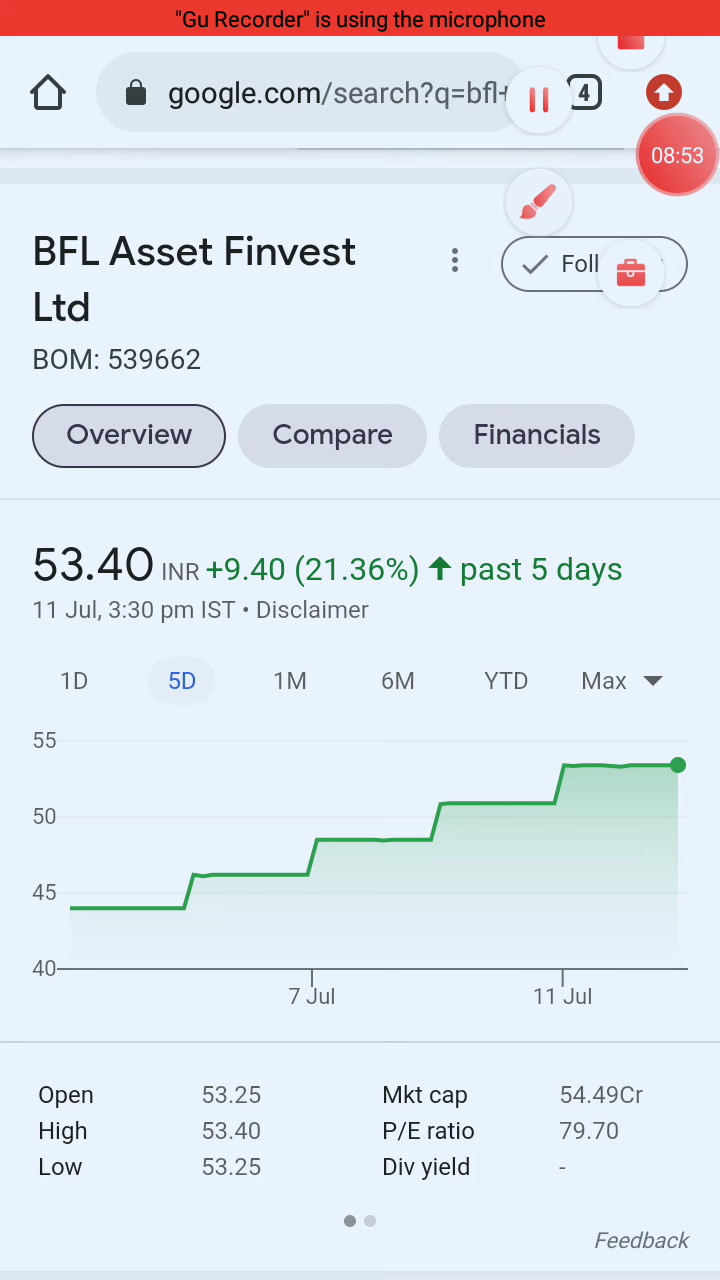 "Gu Recorder" is using the microphone
google.com/search?q=bfl+
4
08:53
BFL Asset Finvest
Ltd
Foll
BOM: 539662
Overview Compare Financials
53.40 INR +9.40 (21.36%) ↑ past 5 days
11 Jul, 3:30 pm IST • Disclaimer
1D 5D 1M 6M YTD Max
55
50
45
40
7 Jul 11 Jul
Open 53.25 Mkt cap 54.49Cr
High 53.40 P/E ratio 79.70
Low 53.25 Div yield -
Feedback